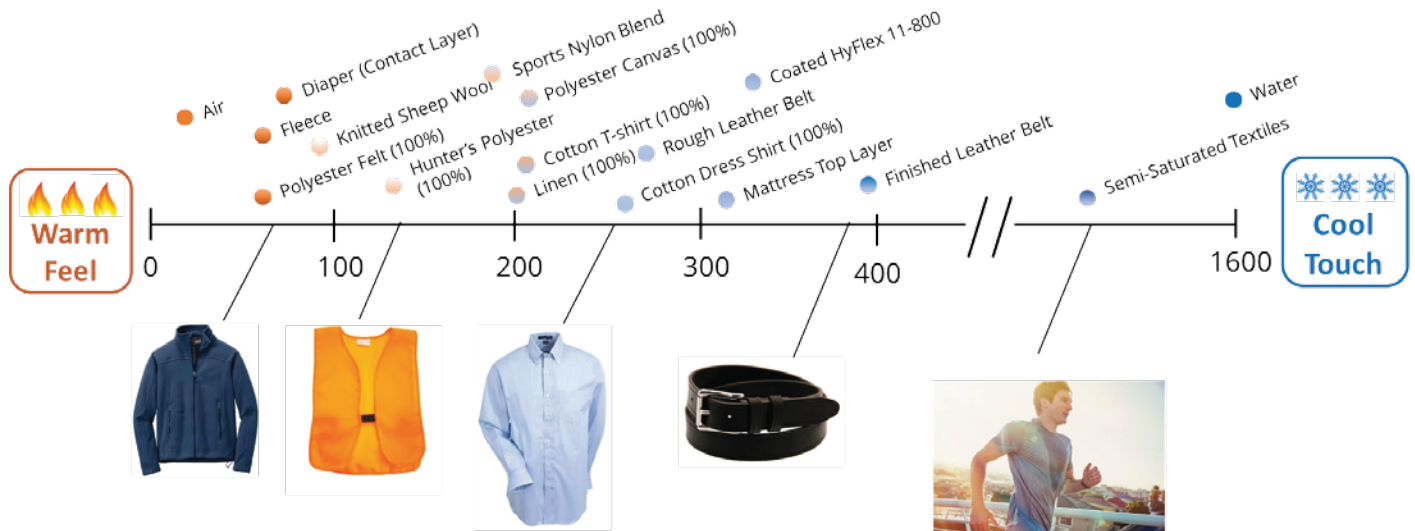 Air
Diaper (Contact Layer)
Fleece
Knitted Sheep Wool
Polyester Felt (100%)
Hunter's Polyester
(100%)
Sports Nylon Blend
Polyester Canvas (100%)
Cotton T-shirt (100%)
Linen (100%)
Rough Leather Belt
Cotton Dress Shirt (100%)
Coated HyFlex 11-800
Mattress Top Layer
Finished Leather Belt
Semi-Saturated Textiles
Water
Warm
Feel
0
100
200
300
400
1600
Cool
Touch